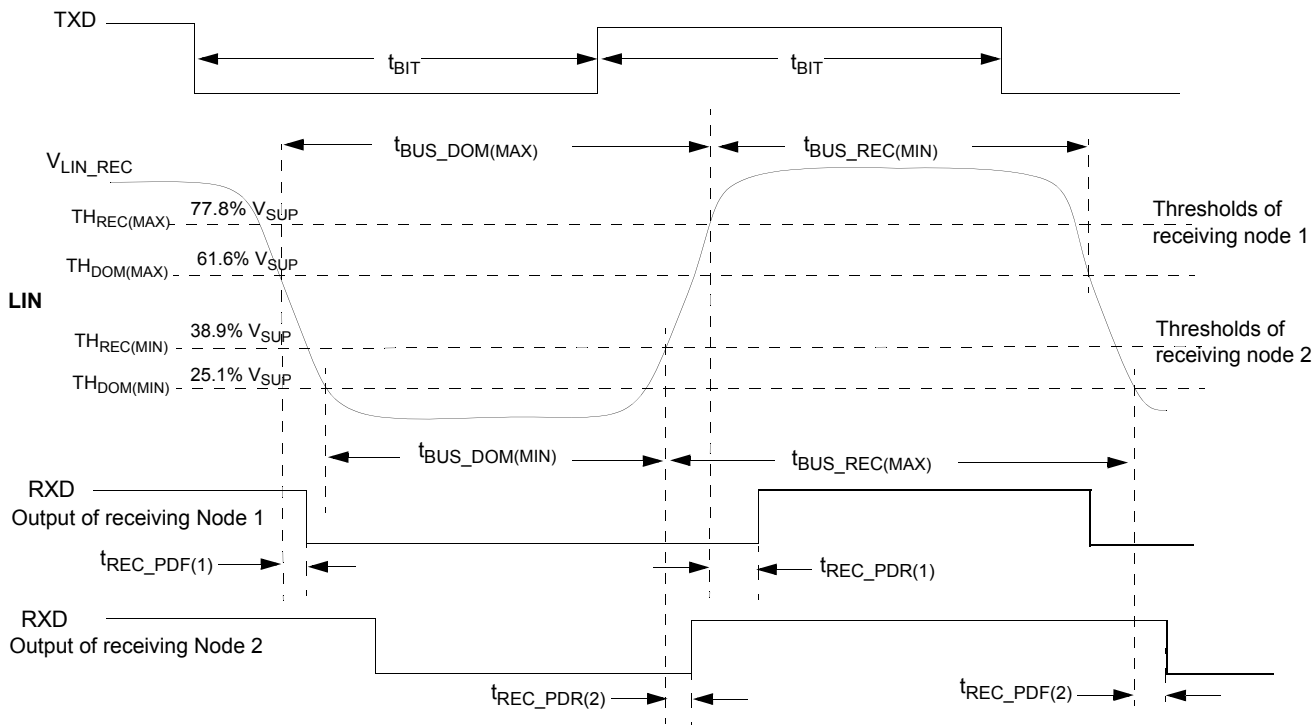 TXD
tBIT
tBIT
tBUS_DOM(MAX)
tBUS_REC(MIN)
VLIN_REC
THREC(MAX) 77.8% VSUP
Thresholds of
receiving node 1
THDOM(MAX) 61.6% VSUP
LIN
THREC(MIN) 38.9% VSUP
Thresholds of
receiving node 2
THDOM(MIN) 25.1% VSUP
tBUS_DOM(MIN)
tBUS_REC(MAX)
RXD
Output of receiving Node 1
tREC_PDF(1)
tREC_PDR(1)
RXD
Output of receiving Node 2
tREC_PDR(2)
tREC_PDF(2)